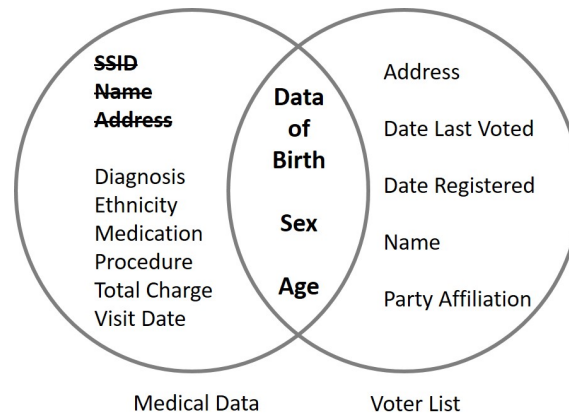 SSID
Name
Address
Diagnosis
Ethnicity
Medication
Procedure
Total Charge
Visit Date
Data
of
Birth
Sex
Age
Address
Date Last Voted
Date Registered
Name
Party Affiliation
Medical Data
Voter List